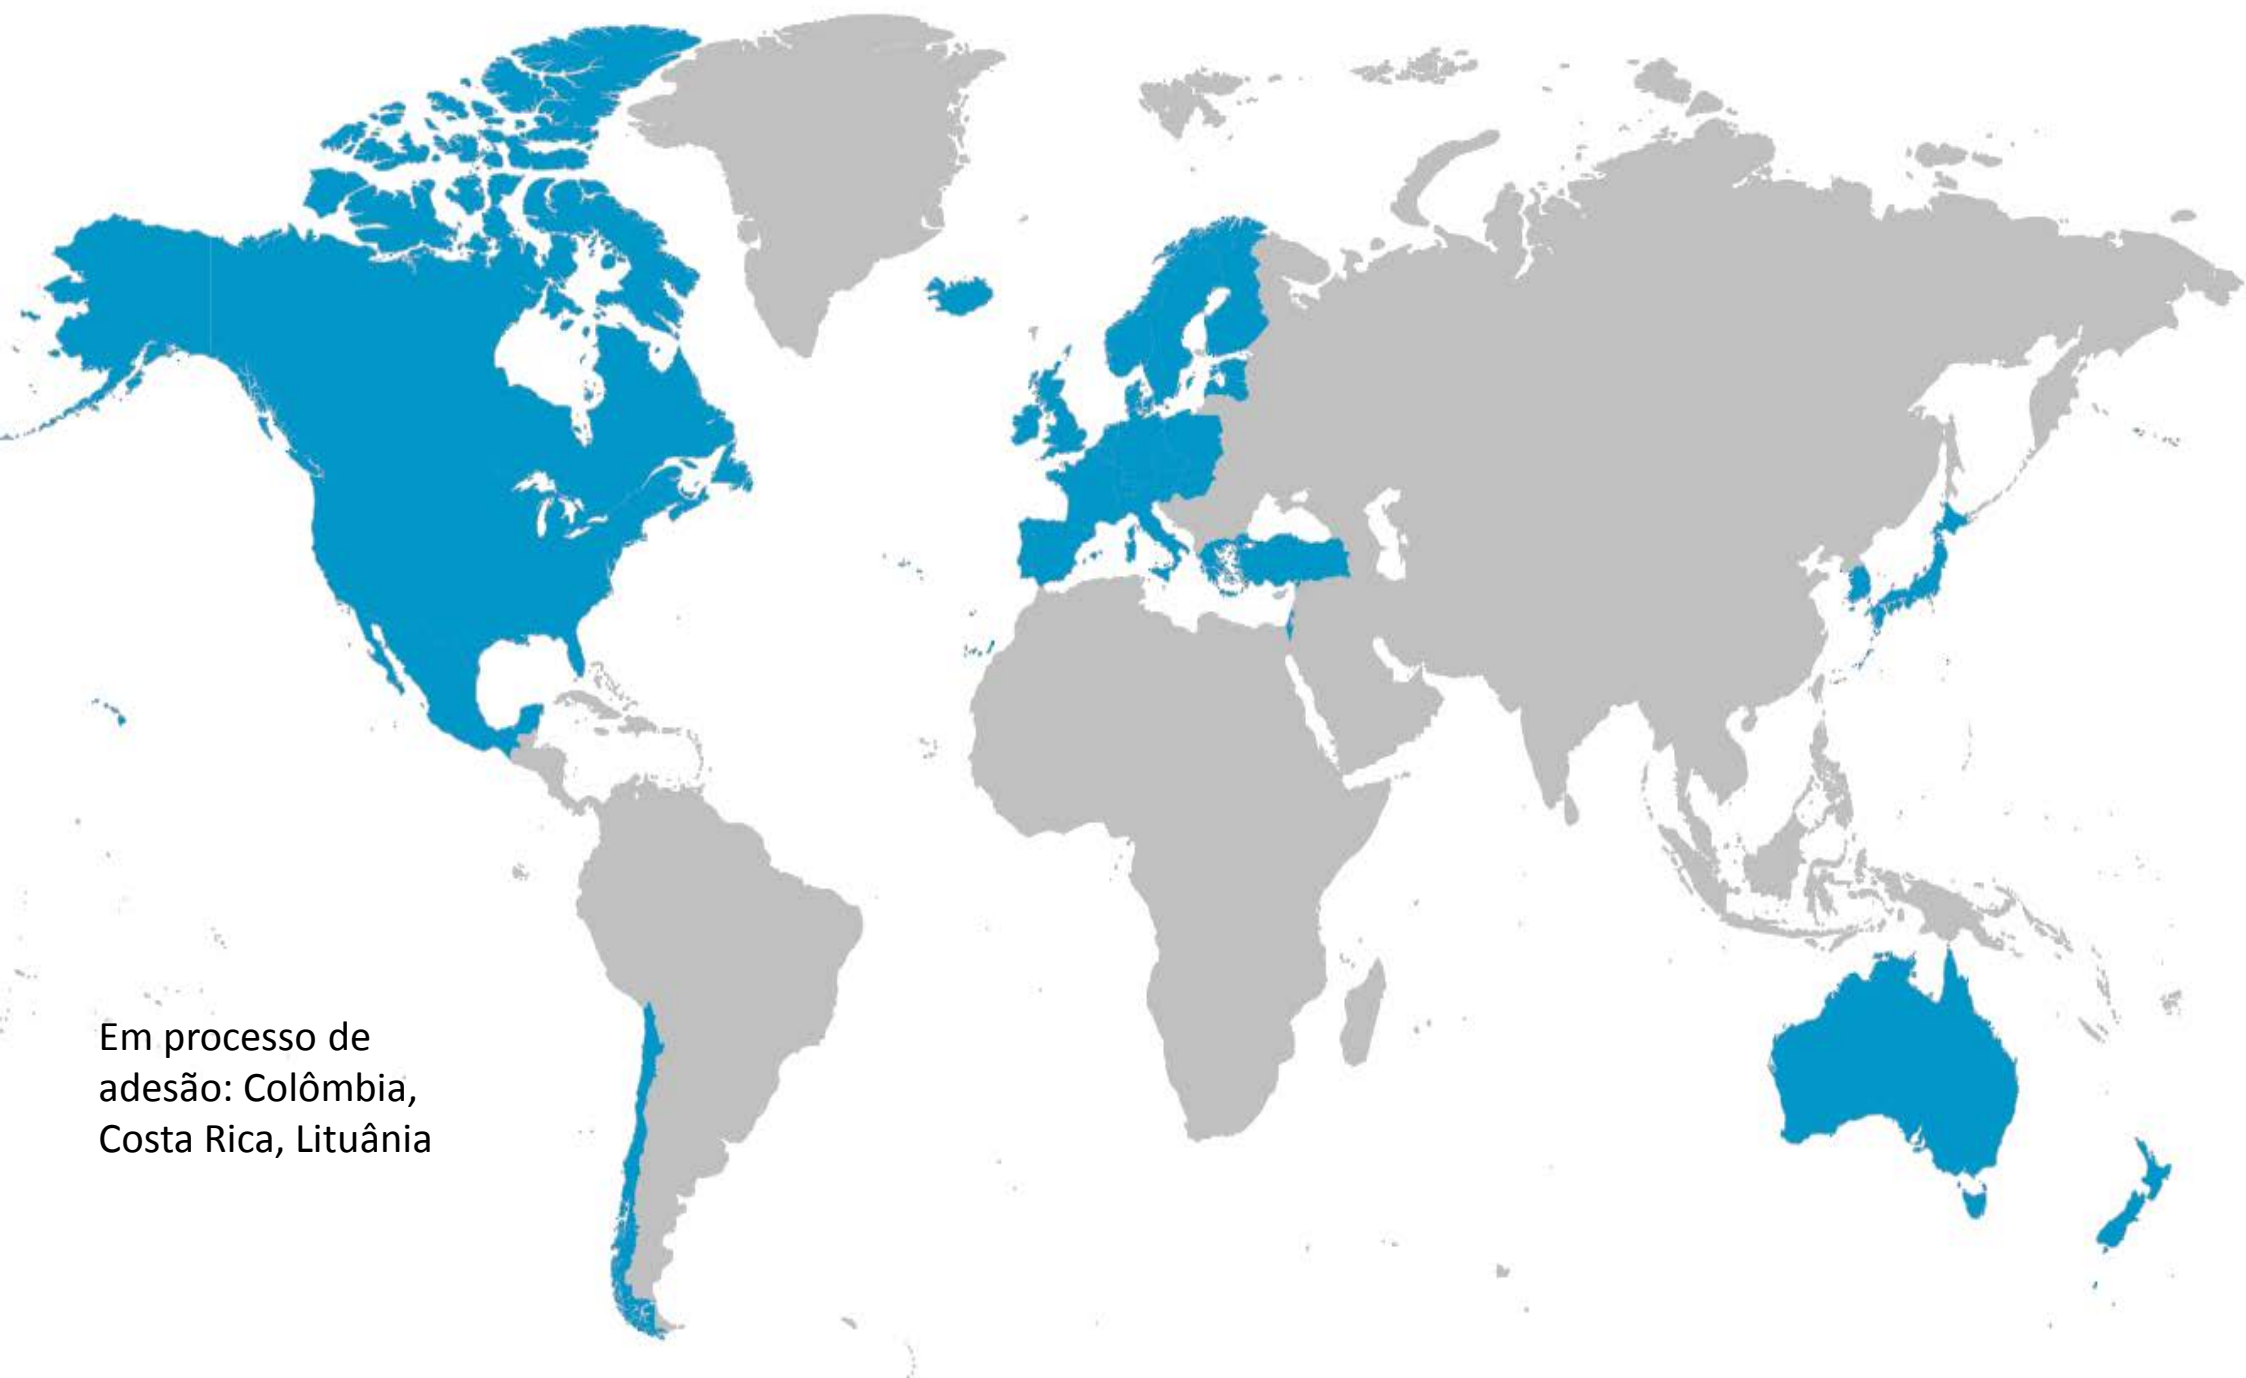 Em processo de
adesão: Colômbia,
Costa Rica, Lituânia